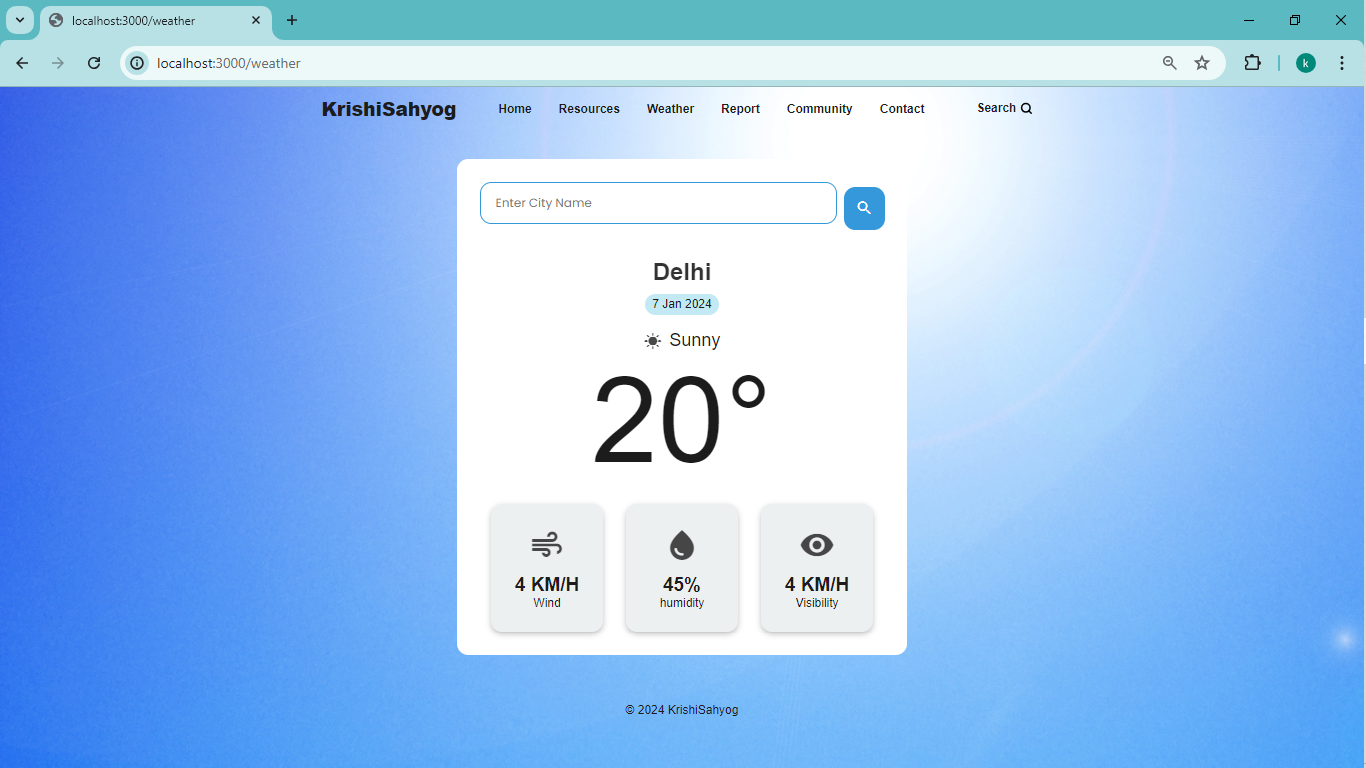 localhost:3000/weather
localhost:3000/weather
k
KrishiSahyog Home Resources Weather Report Community Contact Search
Enter City Name
Delhi
7 Jan 2024
Sunny
20°
4 KM/H 45% 4 KM/H
Wind humidity Visibility
© 2024 KrishiSahyog